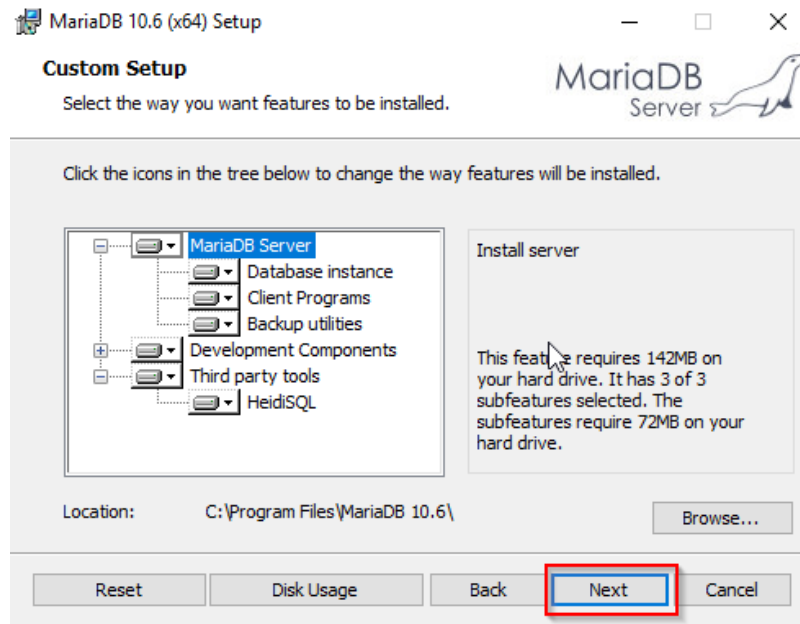 MariaDB 10.6 (x64) Setup
Custom Setup
Select the way you want features to be installed.
MariaDB
Server
Click the icons in the tree below to change the way features will be installed.
MariaDB Server
Database instance
Client Programs
Backup utilities
Development Components
Third party tools
HeidiSQL
Install server
This feature requires 142MB on
your hard drive. It has 3 of 3
subfeatures selected. The
subfeatures require 72MB on your
hard drive.
Location: C:\Program Files\MariaDB 10.6\
Browse...
Reset Disk Usage Back Next Cancel